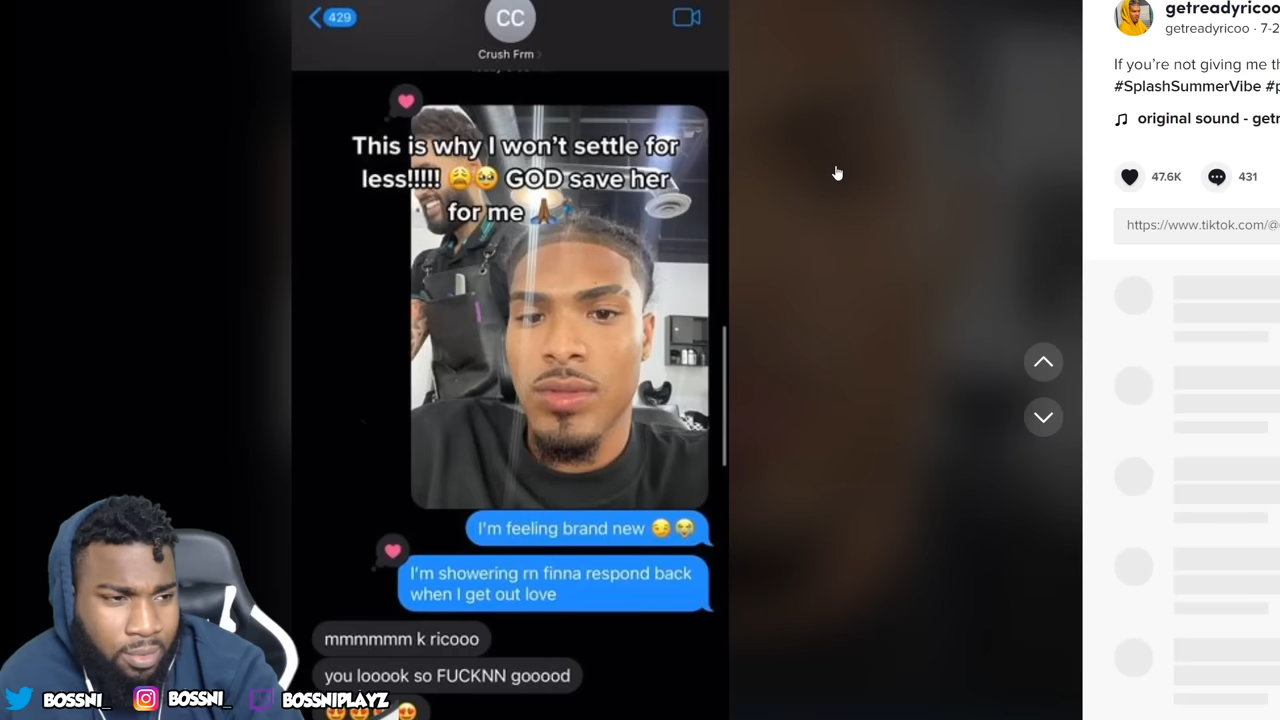 429
CC
Crush Frm
This is why I won't settle for
less!!!!! 😩🥹 GOD save her
for me 🙏🏾
I'm feeling brand new 😏😭
I'm showering rn finna respond back
when I get out love
mmmmmm k ricooo
you looook so FUCKNN gooood
BOSSNI_
BOSSNI_
BOSSNIPLAYZ
getreadyricoo
getreadyricoo · 7-2
If you're not giving me th
#SplashSummerVibe #p
original sound - getr
47.6K
431
https://www.tiktok.com/@